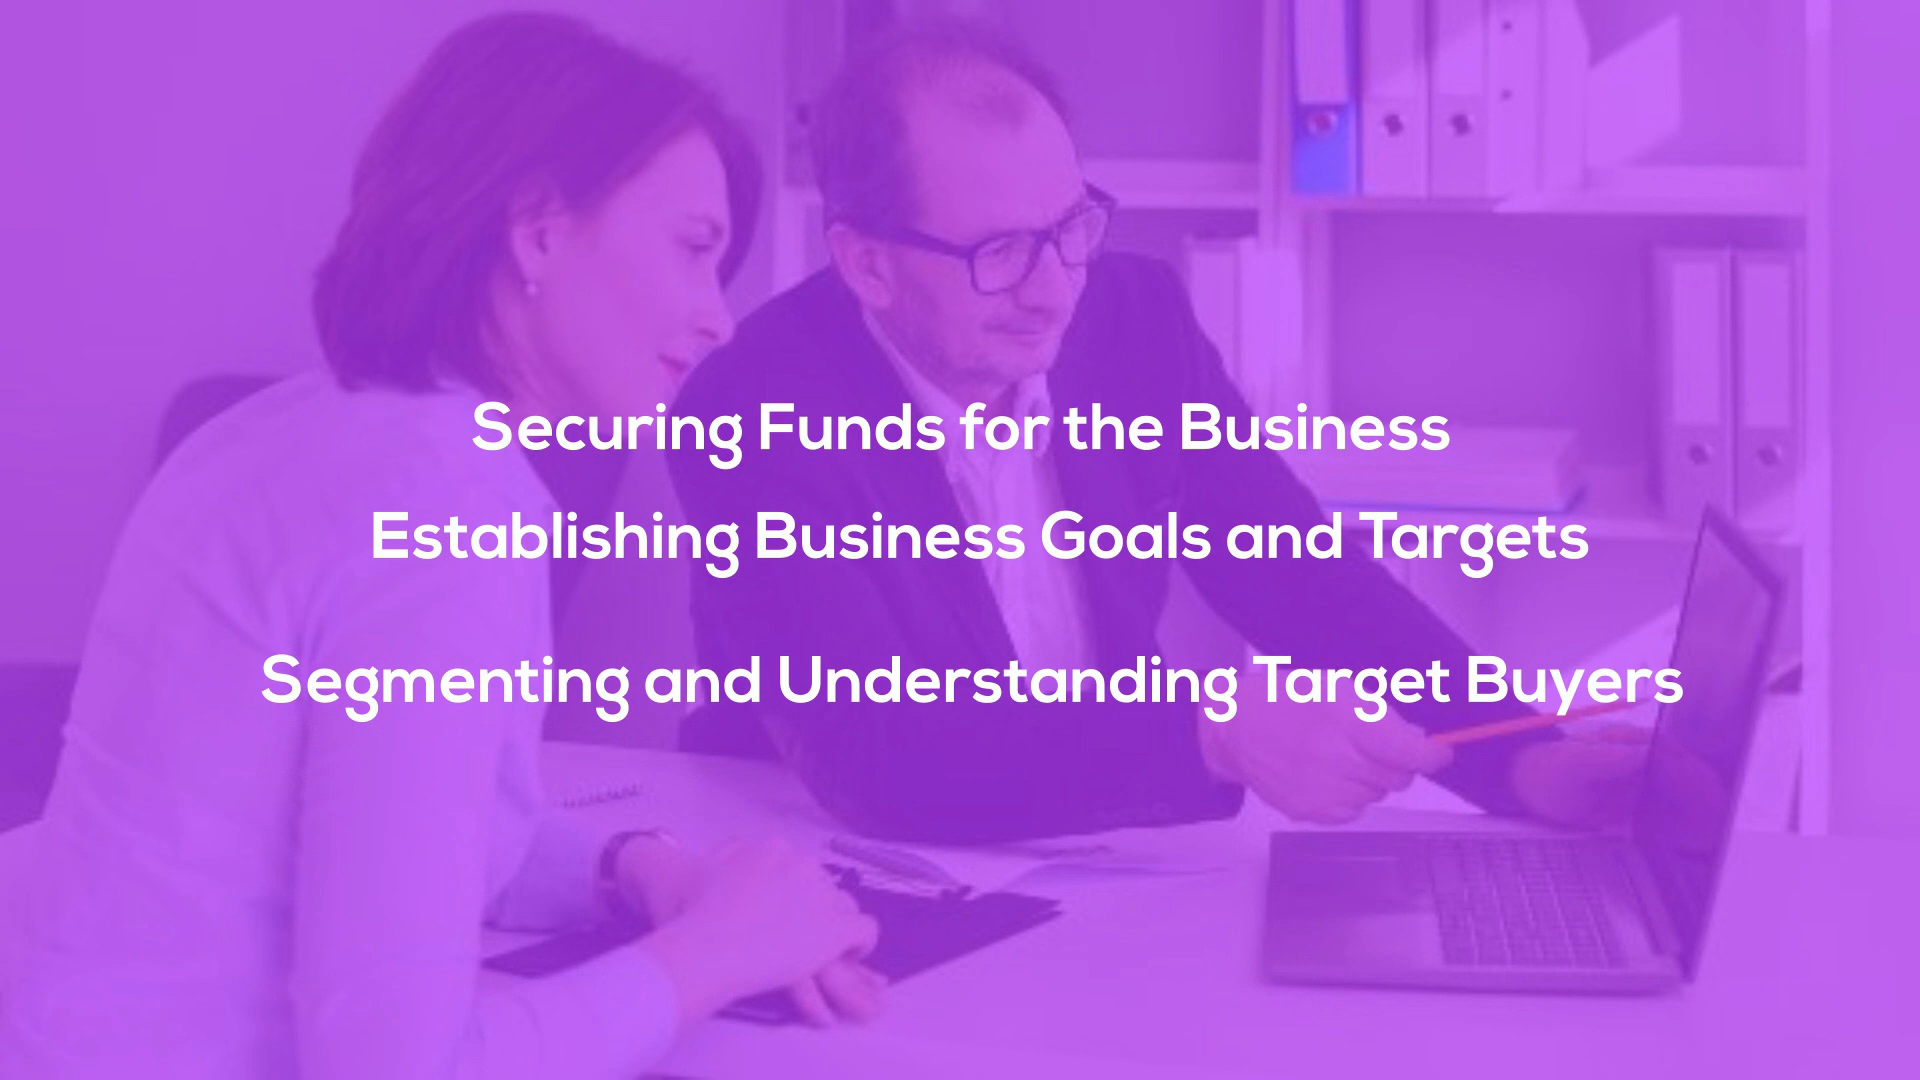 Securing Funds for the Business
Establishing Business Goals and Targets
Segmenting and Understanding Target Buyers